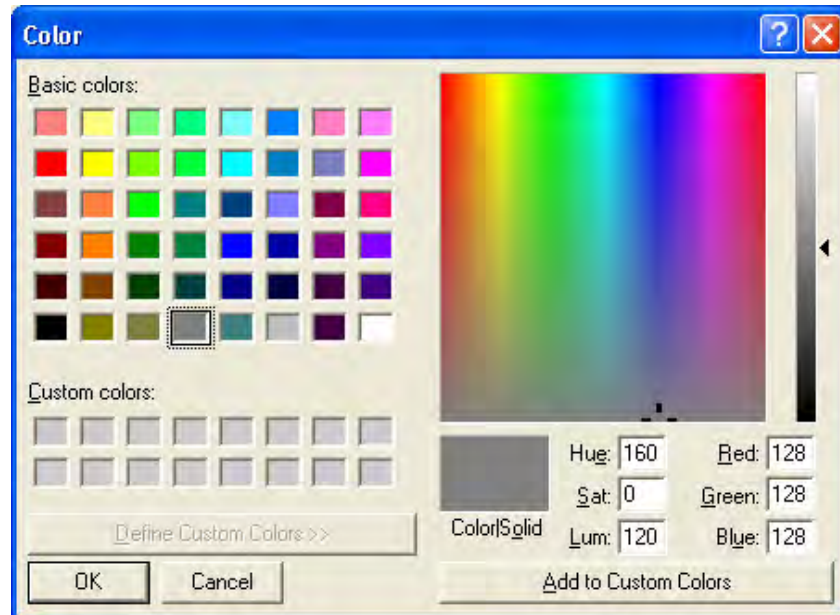 Color
Basic colors:
Custom colors:
Define Custom Colors >>
OK Cancel
Color|Solid
Hue: 160 Red: 128
Sat: 0 Green: 128
Lum: 120 Blue: 128
Add to Custom Colors